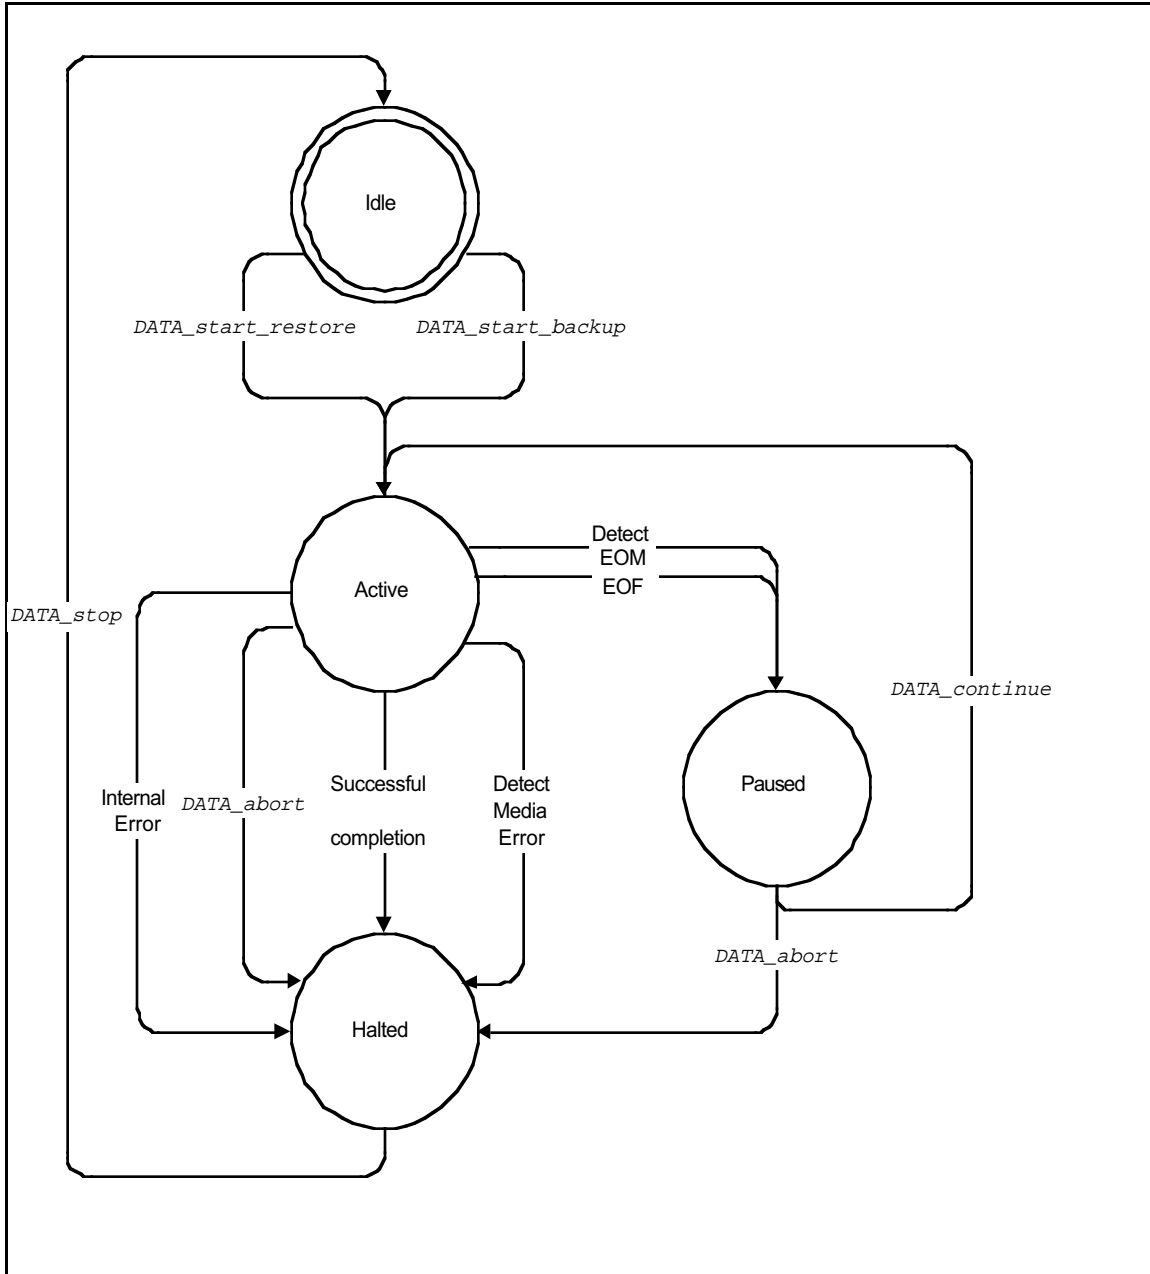 Idle
DATA_start_restore
DATA_start_backup
Detect
EOM
EOF
Active
DATA_stop
DATA_continue
Internal
Error
DATA_abort
Successful
completion
Detect
Media
Error
Paused
DATA_abort
Halted